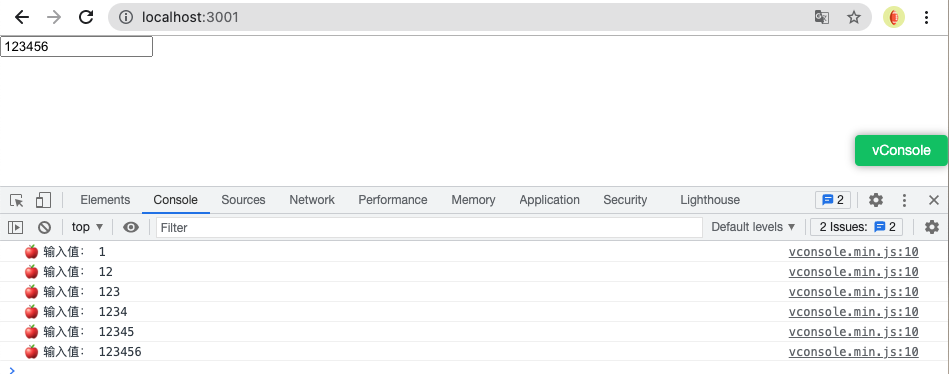 localhost:3001
123456
vConsole
Elements Console Sources Network Performance Memory Application Security Lighthouse 2
top ▼ Filter Default levels ▼ 2 Issues: 2
🍎 输入值: 1 vconsole.min.js:10
🍎 输入值: 12 vconsole.min.js:10
🍎 输入值: 123 vconsole.min.js:10
🍎 输入值: 1234 vconsole.min.js:10
🍎 输入值: 12345 vconsole.min.js:10
🍎 输入值: 123456 vconsole.min.js:10